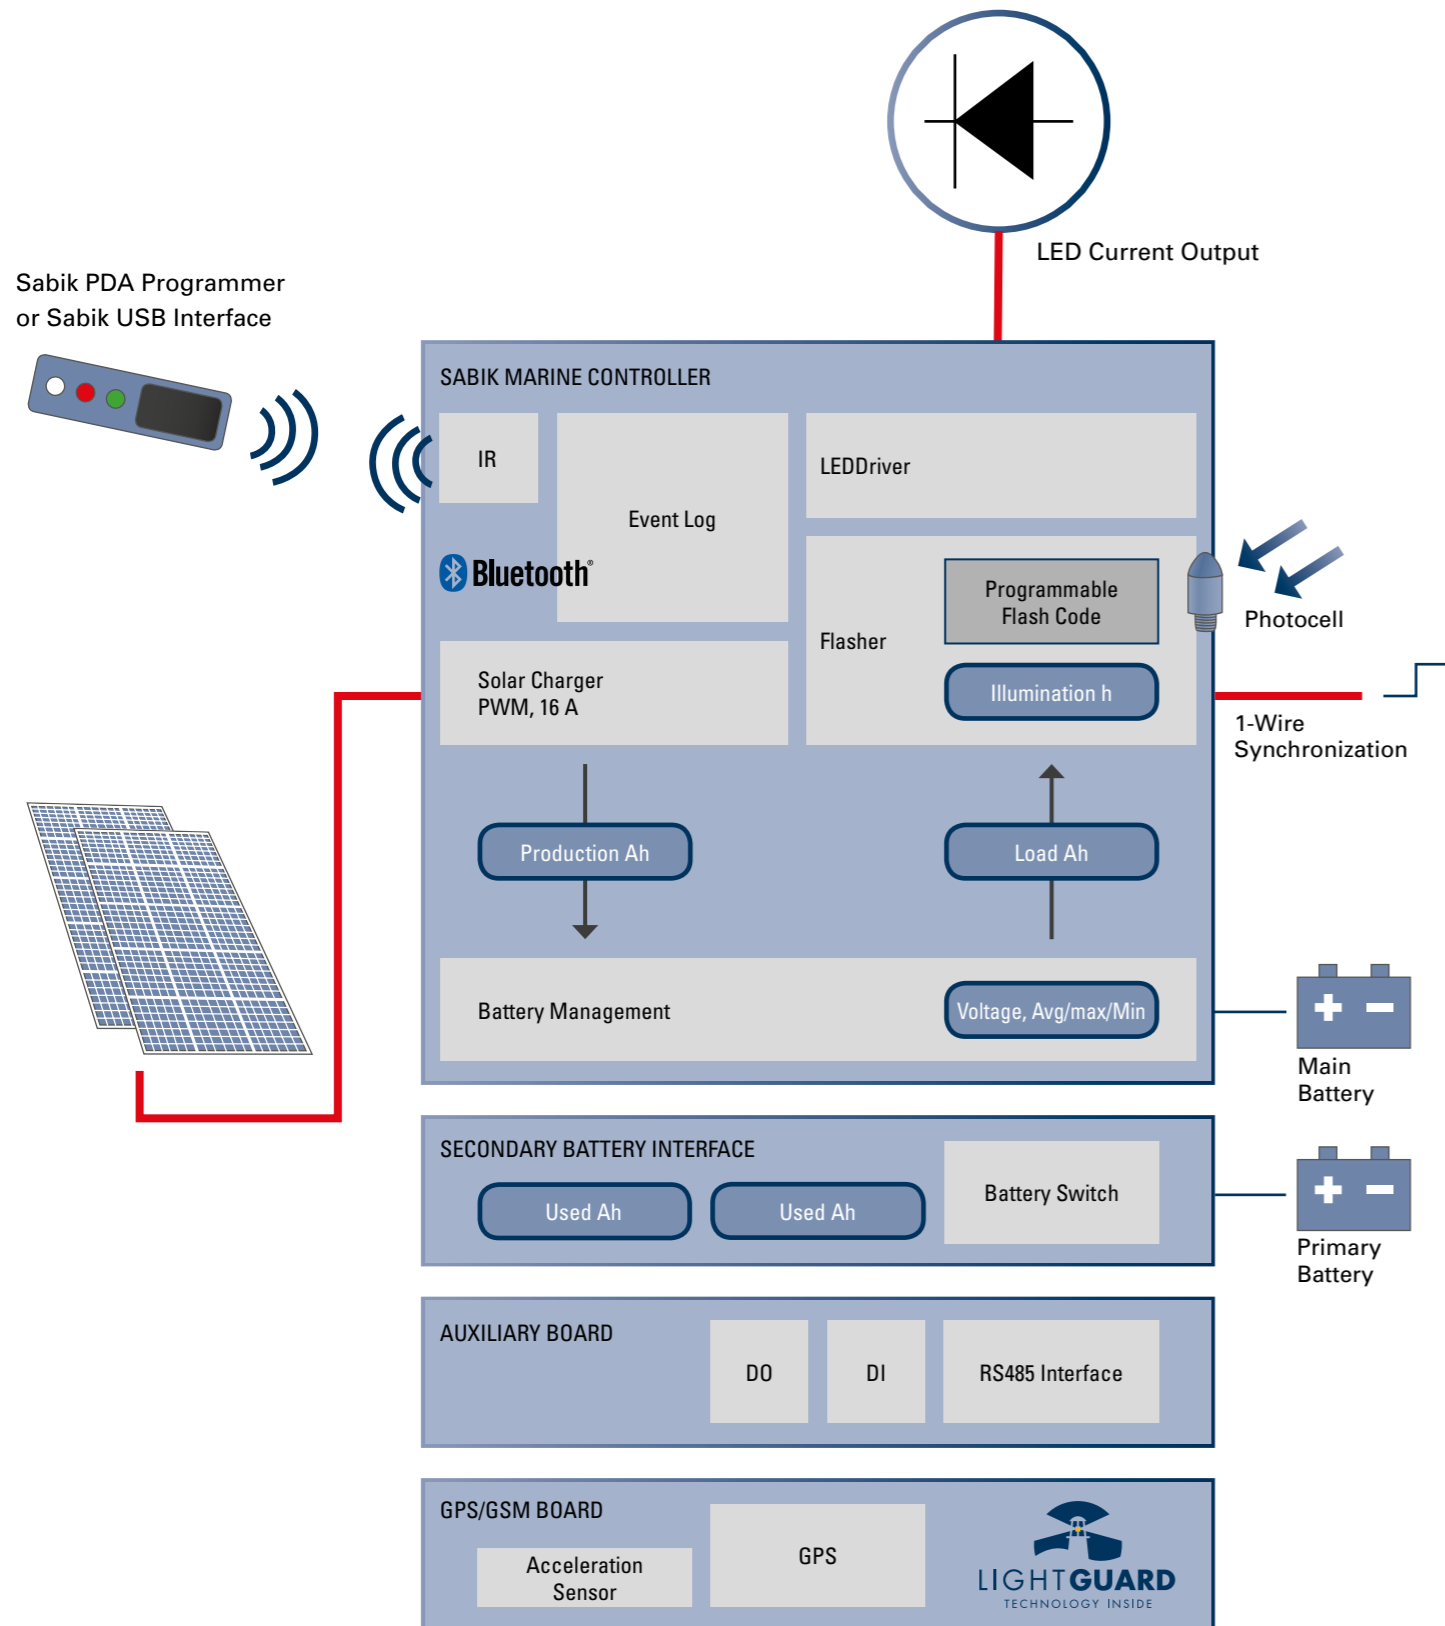 LED Current Output
Sabik PDA Programmer
or Sabik USB Interface
SABIK MARINE CONTROLLER
IR
Event Log
LEDDriver
Bluetooth®
Programmable
Flash Code
Flasher
Illumination h
Photocell
Solar Charger
PWM, 16 A
1-Wire
Synchronization
Production Ah
Load Ah
Battery Management
Voltage, Avg/max/Min
Main
Battery
SECONDARY BATTERY INTERFACE
Used Ah
Used Ah
Battery Switch
Primary
Battery
AUXILIARY BOARD
DO
DI
RS485 Interface
GPS/GSM BOARD
Acceleration
Sensor
GPS
LIGHTGUARD
TECHNOLOGY INSIDE